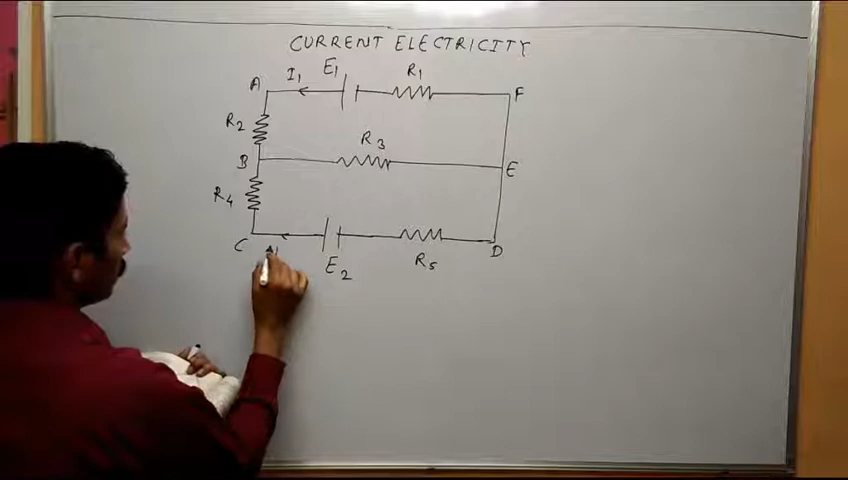 CURRENT ELECTRICITY
A I1 E1 R1 F
R2
B R3 E
R4
C E2 R5 D